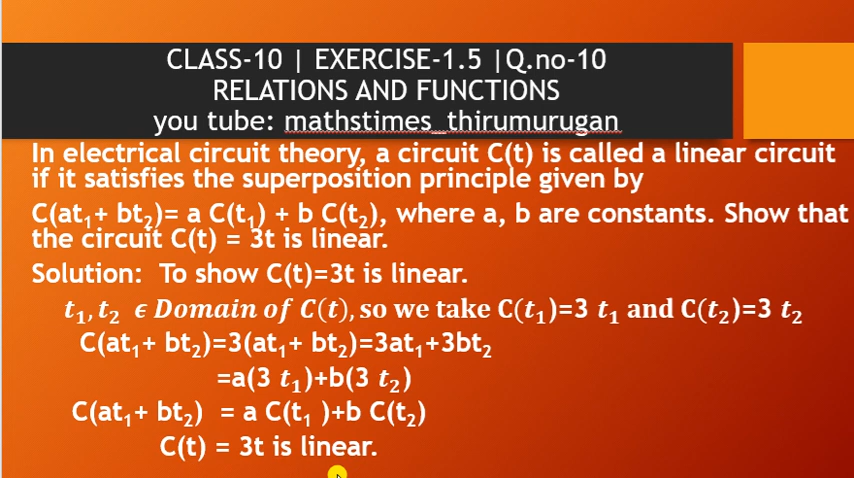 CLASS-10 | EXERCISE-1.5 |Q.no-10
RELATIONS AND FUNCTIONS
you tube: mathstimes_thirumurugan
In electrical circuit theory, a circuit C(t) is called a linear circuit
if it satisfies the superposition principle given by
C(at₁+ bt₂)= a C(t₁) + b C(t₂), where a, b are constants. Show that
the circuit C(t) = 3t is linear.
Solution: To show C(t)=3t is linear.
t₁, t₂ ϵ Domain of C(t), so we take C(t₁)=3 t₁ and C(t₂)=3 t₂
C(at₁+ bt₂)=3(at₁+ bt₂)=3at₁+3bt₂
=a(3 t₁)+b(3 t₂)
C(at₁+ bt₂) = a C(t₁ )+b C(t₂)
C(t) = 3t is linear.